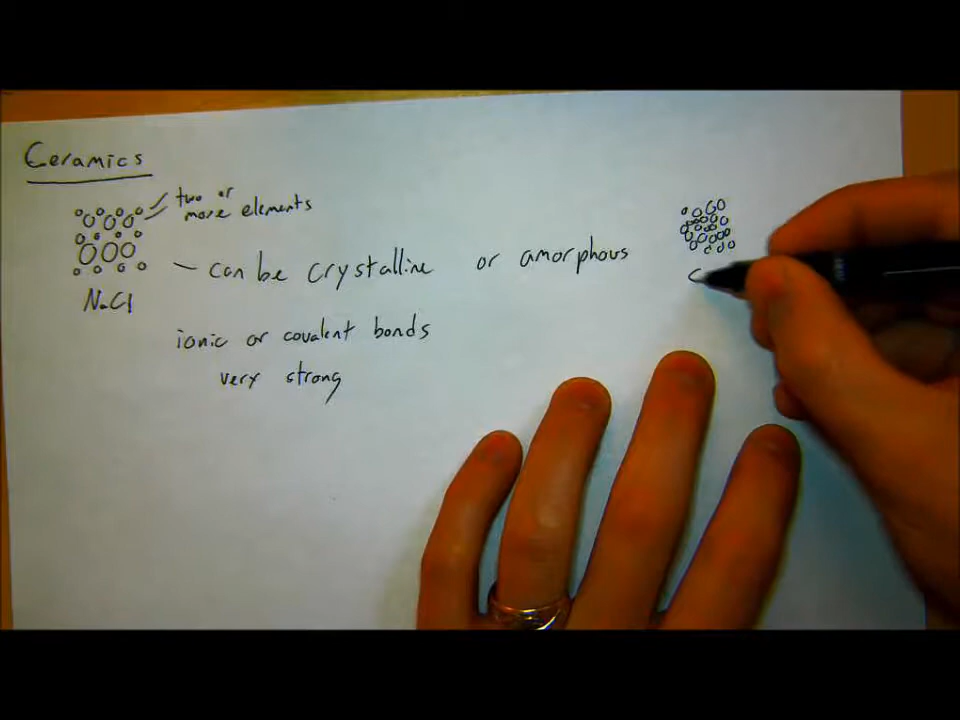 Ceramics
two or
more elements
- can be crystalline or amorphous
NaCl
ionic or covalent bonds
very strong